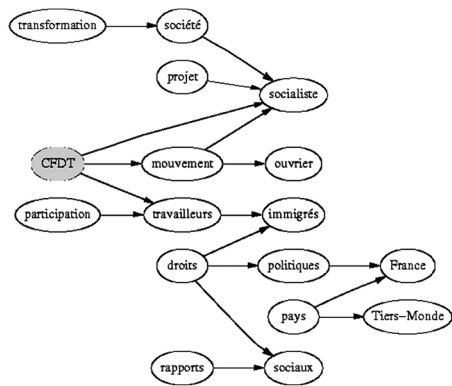 transformation
société
projet
socialiste
CFDT
mouvement
ouvrier
participation
travailleurs
immigrés
droits
politiques
France
pays
Tiers-Monde
rapports
sociaux